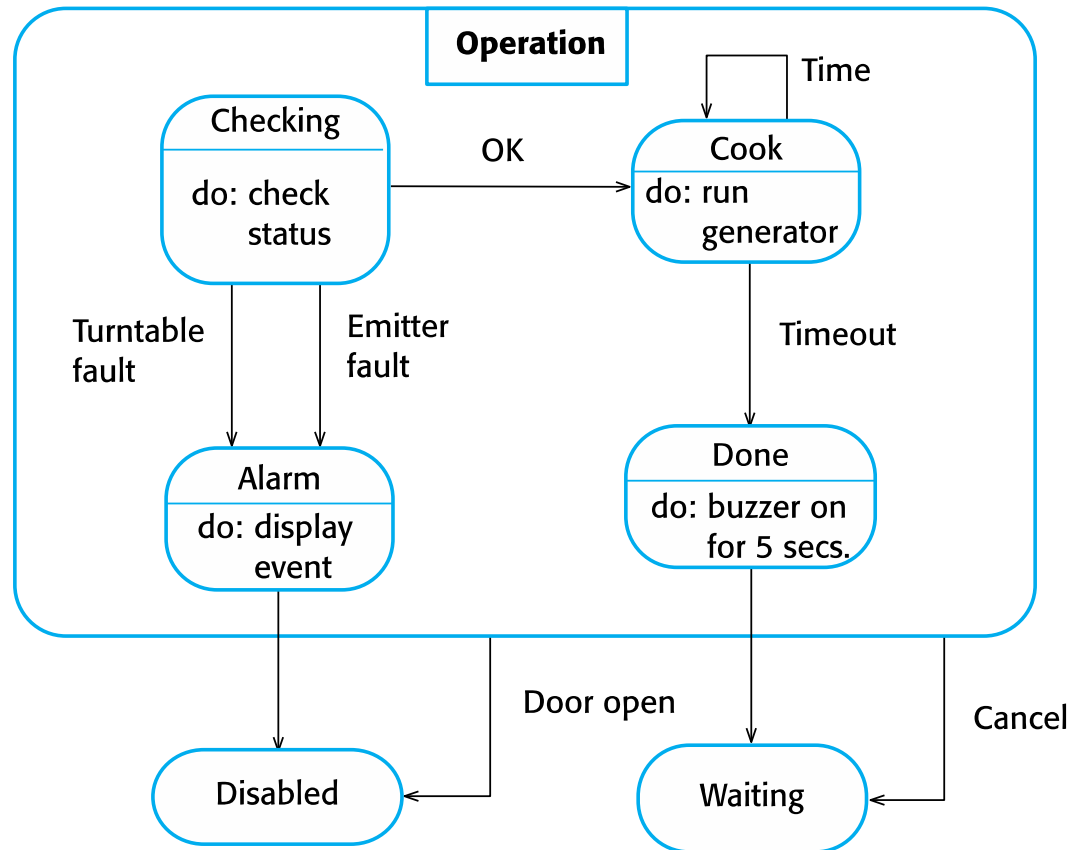 Operation
Time
Checking
do: check
status
OK
Cook
do: run
generator
Turntable
fault
Emitter
fault
Timeout
Alarm
do: display
event
Done
do: buzzer on
for 5 secs.
Door open
Cancel
Disabled
Waiting